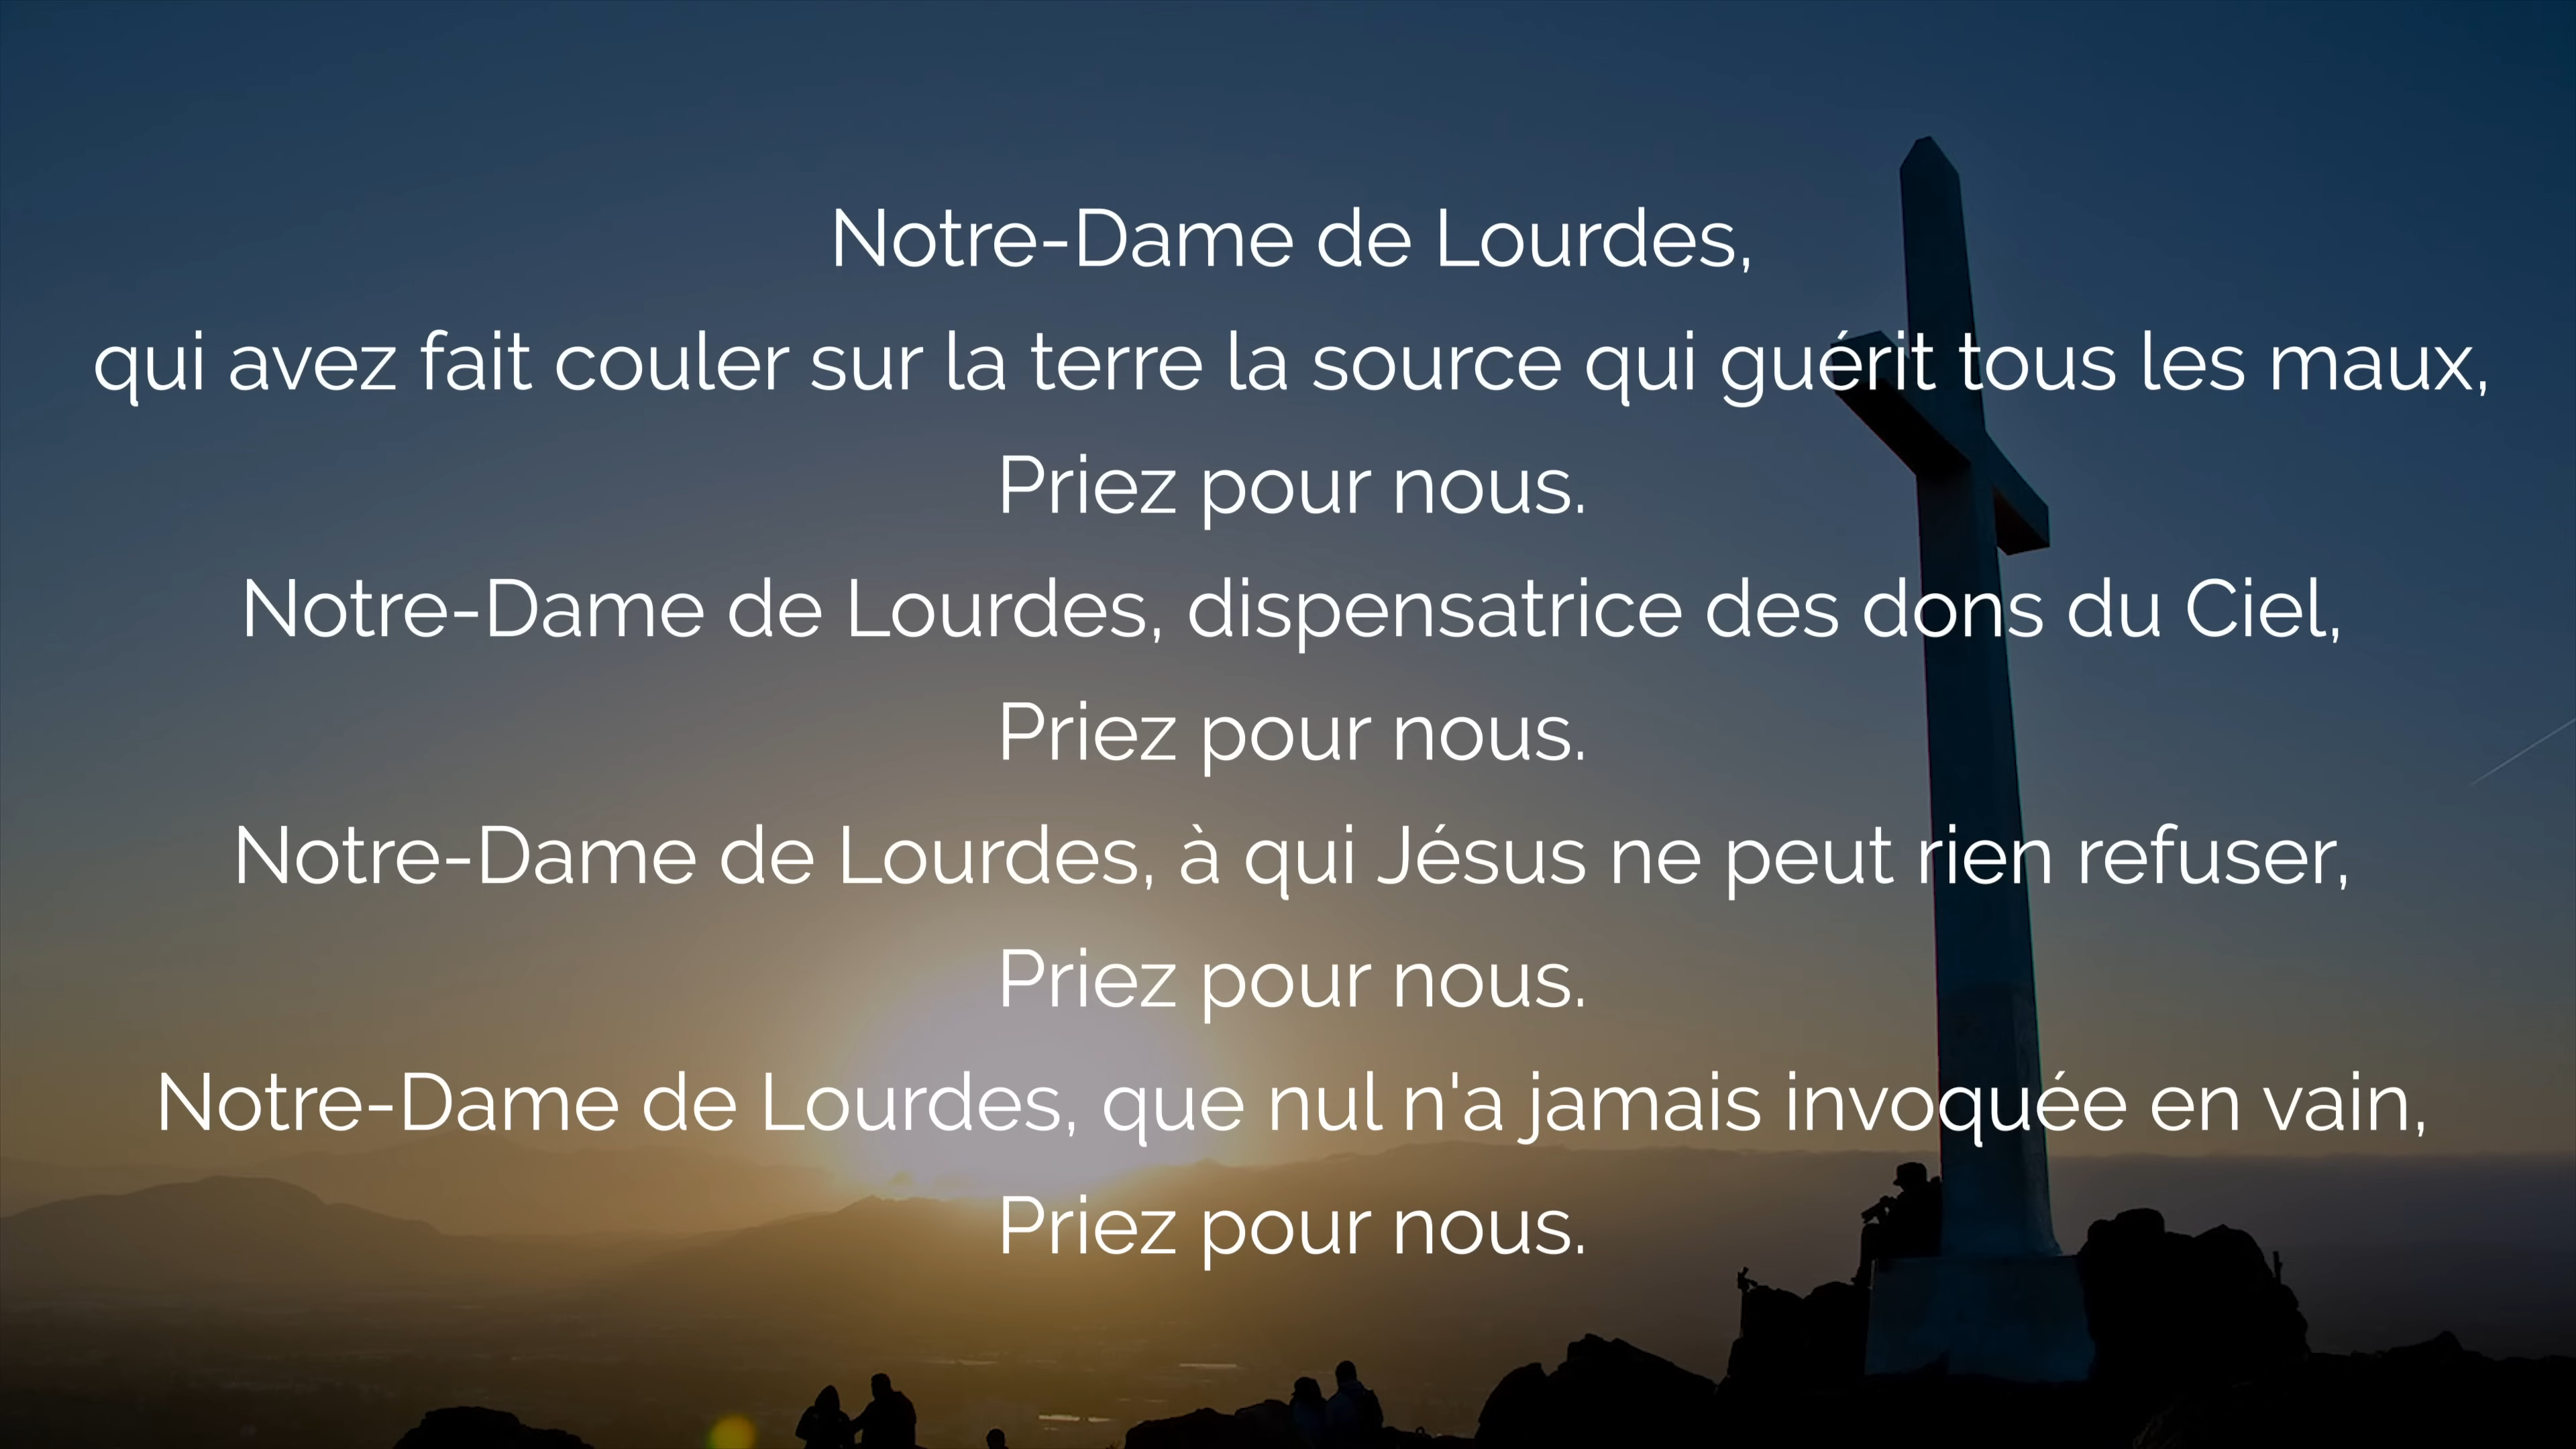 Notre-Dame de Lourdes,
qui avez fait couler sur la terre la source qui guérit tous les maux,
Priez pour nous.
Notre-Dame de Lourdes, dispensatrice des dons du Ciel,
Priez pour nous.
Notre-Dame de Lourdes, à qui Jésus ne peut rien refuser,
Priez pour nous.
Notre-Dame de Lourdes, que nul n'a jamais invoquée en vain,
Priez pour nous.